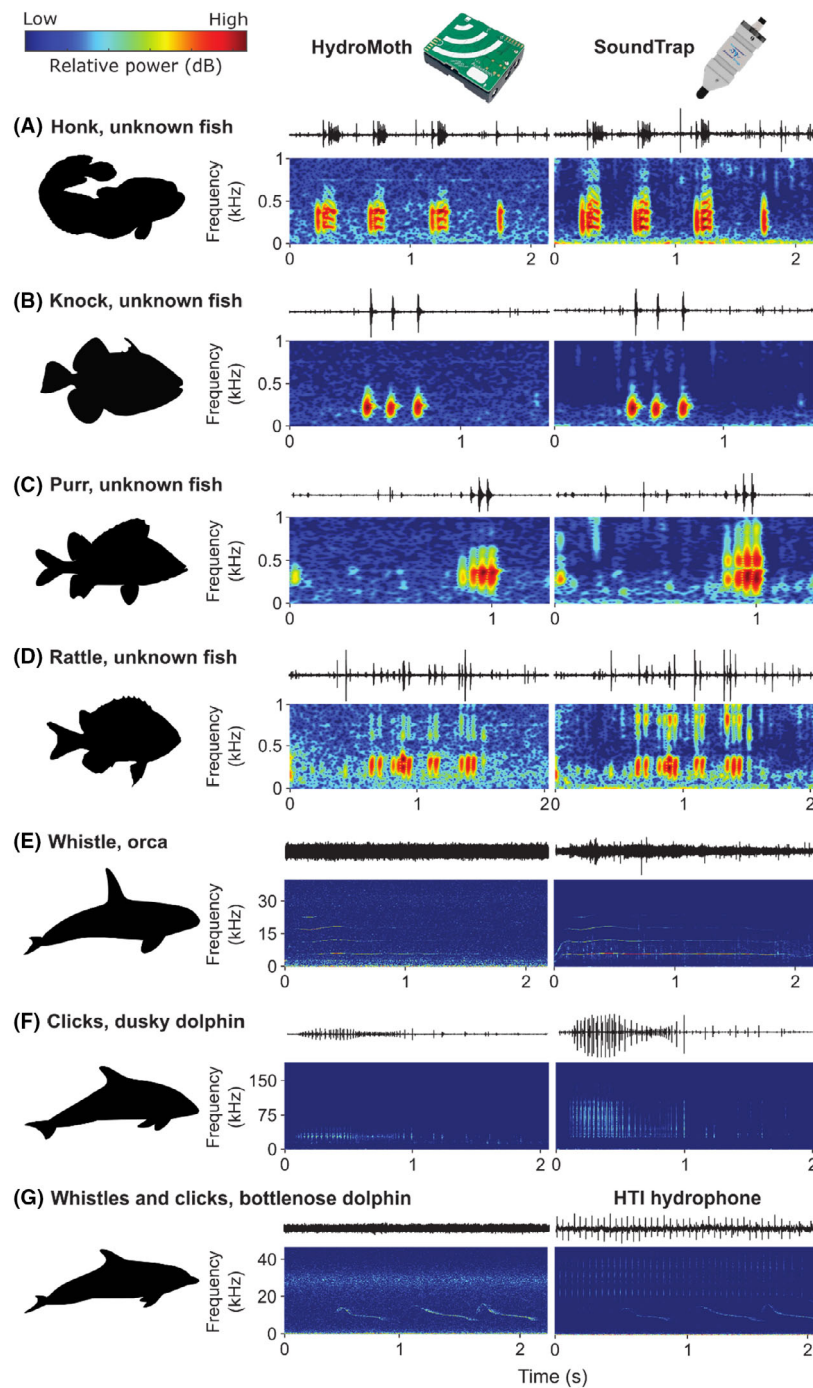 Low High
Relative power (dB)
HydroMoth SoundTrap
(A) Honk, unknown fish
Frequency
(kHz)
1
0.5
0
0 1 2 0 1 2
(B) Knock, unknown fish
Frequency
(kHz)
1
0.5
0
0 1 0 1
(C) Purr, unknown fish
Frequency
(kHz)
1
0.5
0
0 1 0 1
(D) Rattle, unknown fish
Frequency
(kHz)
1
0.5
0
0 1 20 1 2
(E) Whistle, orca
Frequency
(kHz)
30
15
0
0 1 2 0 1 2
(F) Clicks, dusky dolphin
Frequency
(kHz)
150
75
0
0 1 2 0 1 2
(G) Whistles and clicks, bottlenose dolphin HTI hydrophone
Frequency
(kHz)
40
20
0
0 1 2 0 1 2
Time (s)